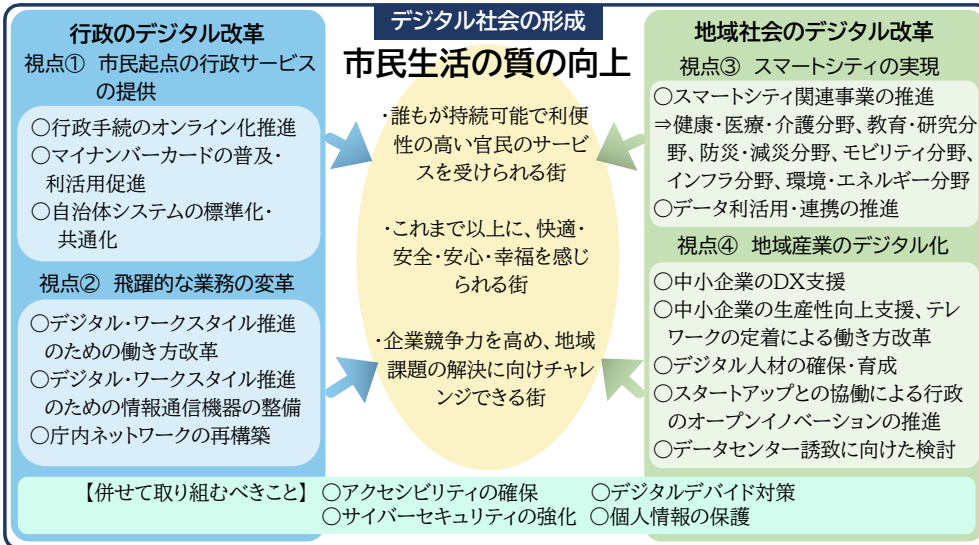 デジタル社会の形成
市民生活の質の向上
行政のデジタル改革
視点① 市民起点の行政サービス
の提供
○行政手続のオンライン化推進
○マイナンバーカードの普及・
利活用促進
○自治体システムの標準化・
共通化
視点② 飛躍的な業務の変革
○デジタル・ワークスタイル推進
のための働き方改革
○デジタル・ワークスタイル推進
のための情報通信機器の整備
○庁内ネットワークの再構築
・誰もが持続可能で利便
性の高い官民のサービ
スを受けられる街
・これまで以上に、快適・
安全・安心・幸福を感じ
られる街
・企業競争力を高め、地域
課題の解決に向けチャレ
ンジできる街
地域社会のデジタル改革
視点③ スマートシティの実現
○スマートシティ関連事業の推進
⇒健康・医療・介護分野、教育・研究分
野、防災・減災分野、モビリティ分野、
インフラ分野、環境・エネルギー分野
○データ利活用・連携の推進
視点④ 地域産業のデジタル化
○中小企業のDX支援
○中小企業の生産性向上支援、テレ
ワークの定着による働き方改革
○デジタル人材の確保・育成
○スタートアップとの協働による行政
のオープンイノベーションの推進
○データセンター誘致に向けた検討
【併せて取り組むべきこと】 ○アクセシビリティの確保 ○デジタルデバイド対策
○サイバーセキュリティの強化 ○個人情報の保護